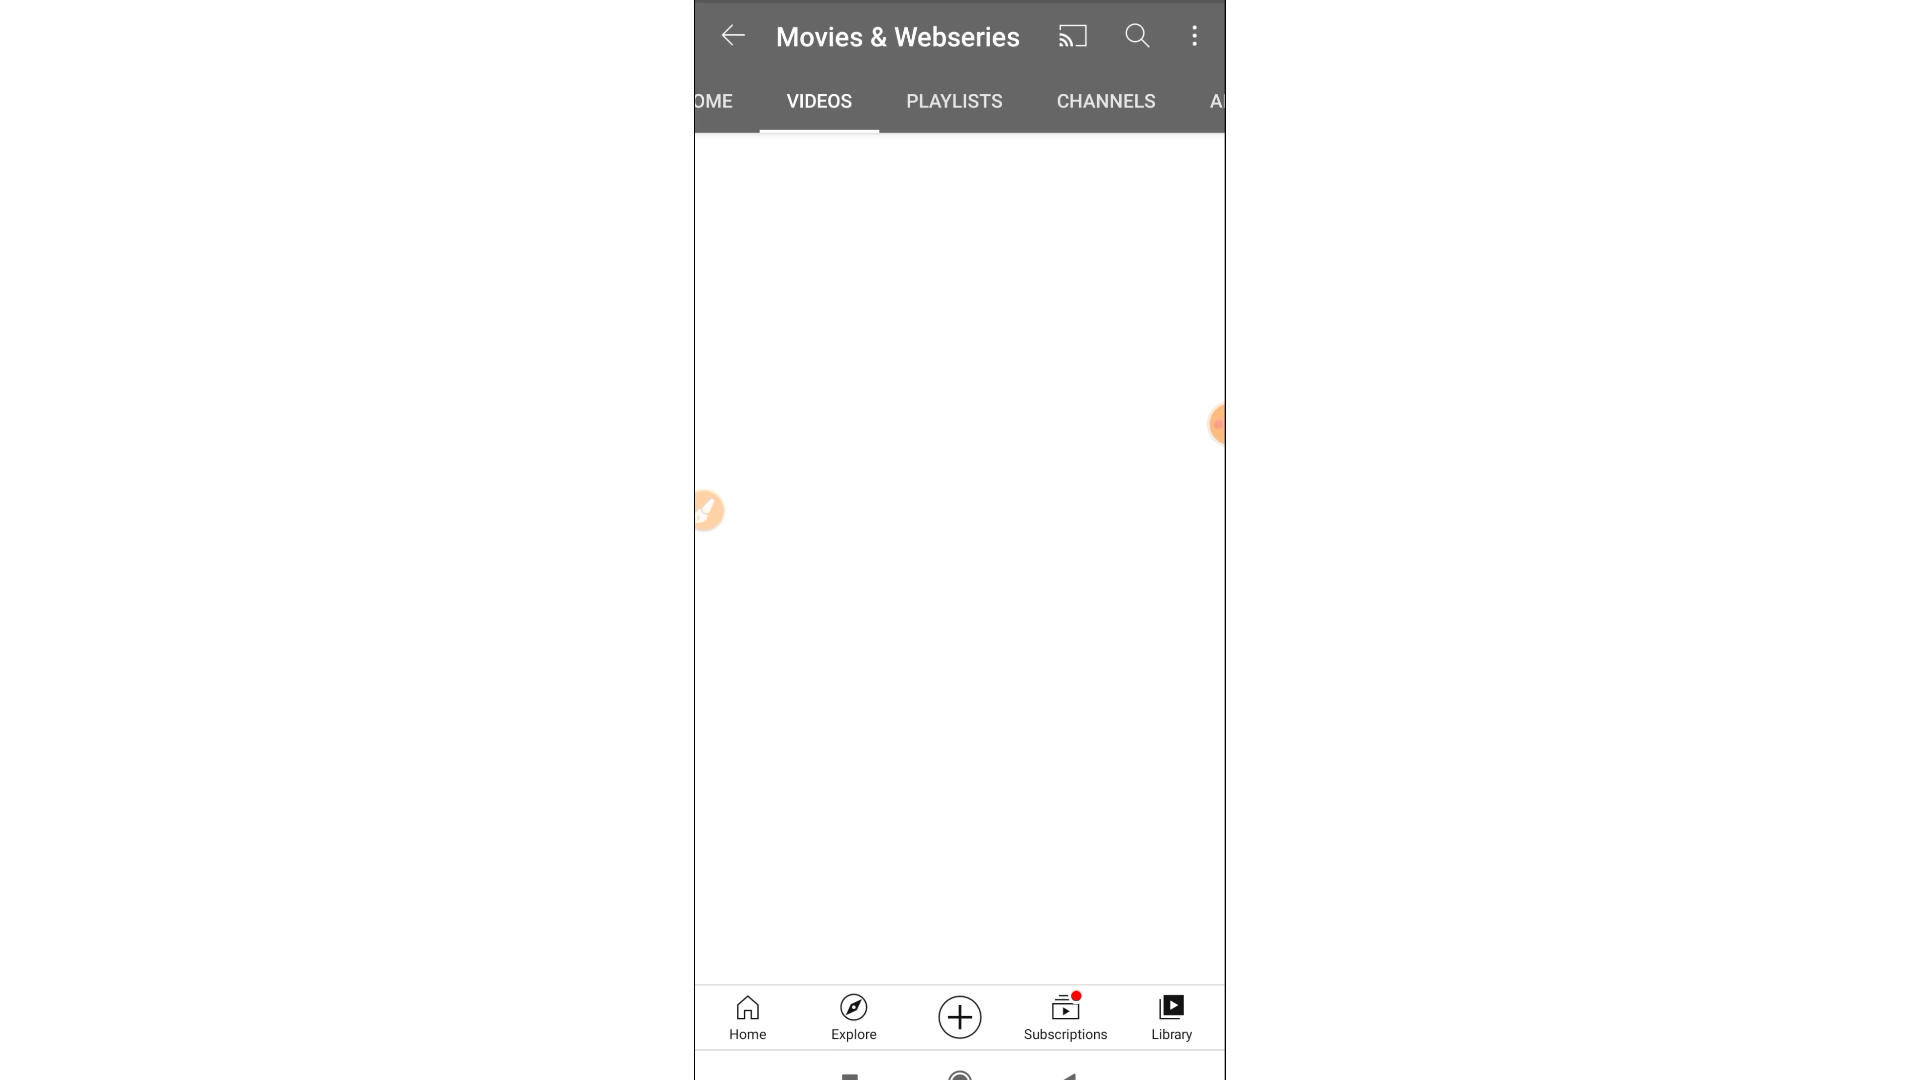 Movies & Webseries
OME VIDEOS PLAYLISTS CHANNELS A
Home Explore Subscriptions Library